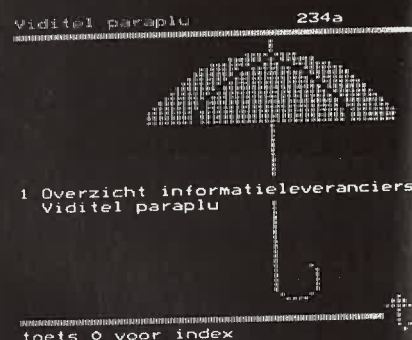 Viditel paraplu 234a
1 Overzicht informatieleveranciers
Viditel paraplu
toets 0 voor index